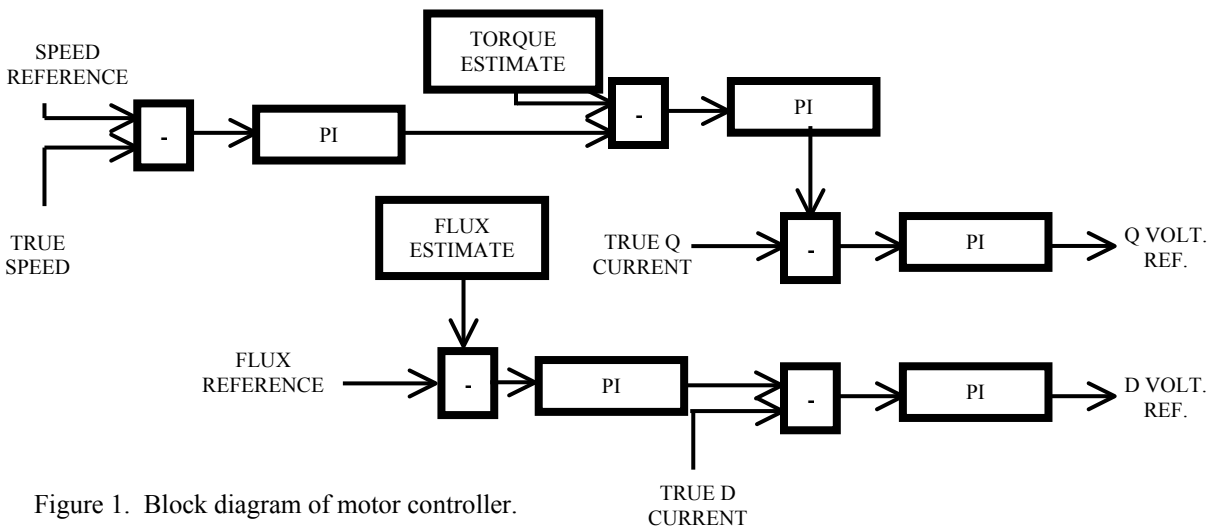 SPEED
REFERENCE
TORQUE
ESTIMATE
-
PI
-
PI
TRUE
SPEED
FLUX
ESTIMATE
TRUE Q
CURRENT
-
PI
Q VOLT.
REF.
FLUX
REFERENCE
-
PI
-
PI
D VOLT.
REF.
TRUE D
CURRENT
Figure 1. Block diagram of motor controller.